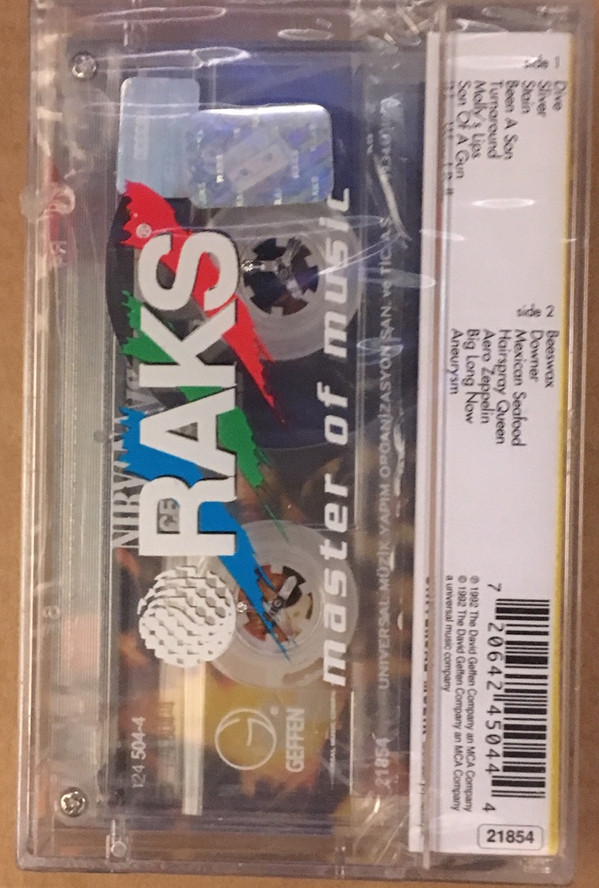 side 1
Dive
Sliver
Stain
Been A Son
Turnaround
Molly's Lips
Son Of A Gun
side 2
Beeswax
Downer
Mexican Seafood
Hairspray Queen
Aero Zeppelin
Big Long Now
Aneurysm
7 20642 45044 4
℗ 1992 The David Geffen Company an MCA Company
© 1992 The David Geffen Company an MCA Company
a universal music company
21854
RAKS
master of music
UNIVERSAL MÜZİK YAPIM ORGANİZASYON SAN. ve TİC. A.Ş.
21854
GEFFEN
124 504-4